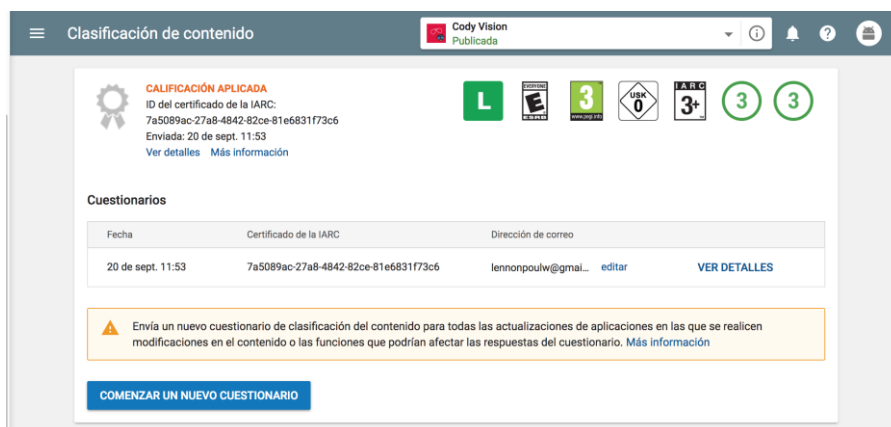 Clasificación de contenido
Cody Vision
Publicada
CALIFICACIÓN APLICADA
ID del certificado de la IARC:
7a5089ac-27a8-4842-82ce-81e6831f73c6
Enviada: 20 de sept. 11:53
Ver detalles Más información
L
EVERYONE
E
ESRB
3
www.pegi.info
USK
0
IARC
3+
3
3
Cuestionarios
Fecha Certificado de la IARC Dirección de correo
20 de sept. 11:53 7a5089ac-27a8-4842-82ce-81e6831f73c6 lennonpoulw@gmai... editar VER DETALLES
Envía un nuevo cuestionario de clasificación del contenido para todas las actualizaciones de aplicaciones en las que se realicen
modificaciones en el contenido o las funciones que podrían afectar las respuestas del cuestionario. Más información
COMENZAR UN NUEVO CUESTIONARIO